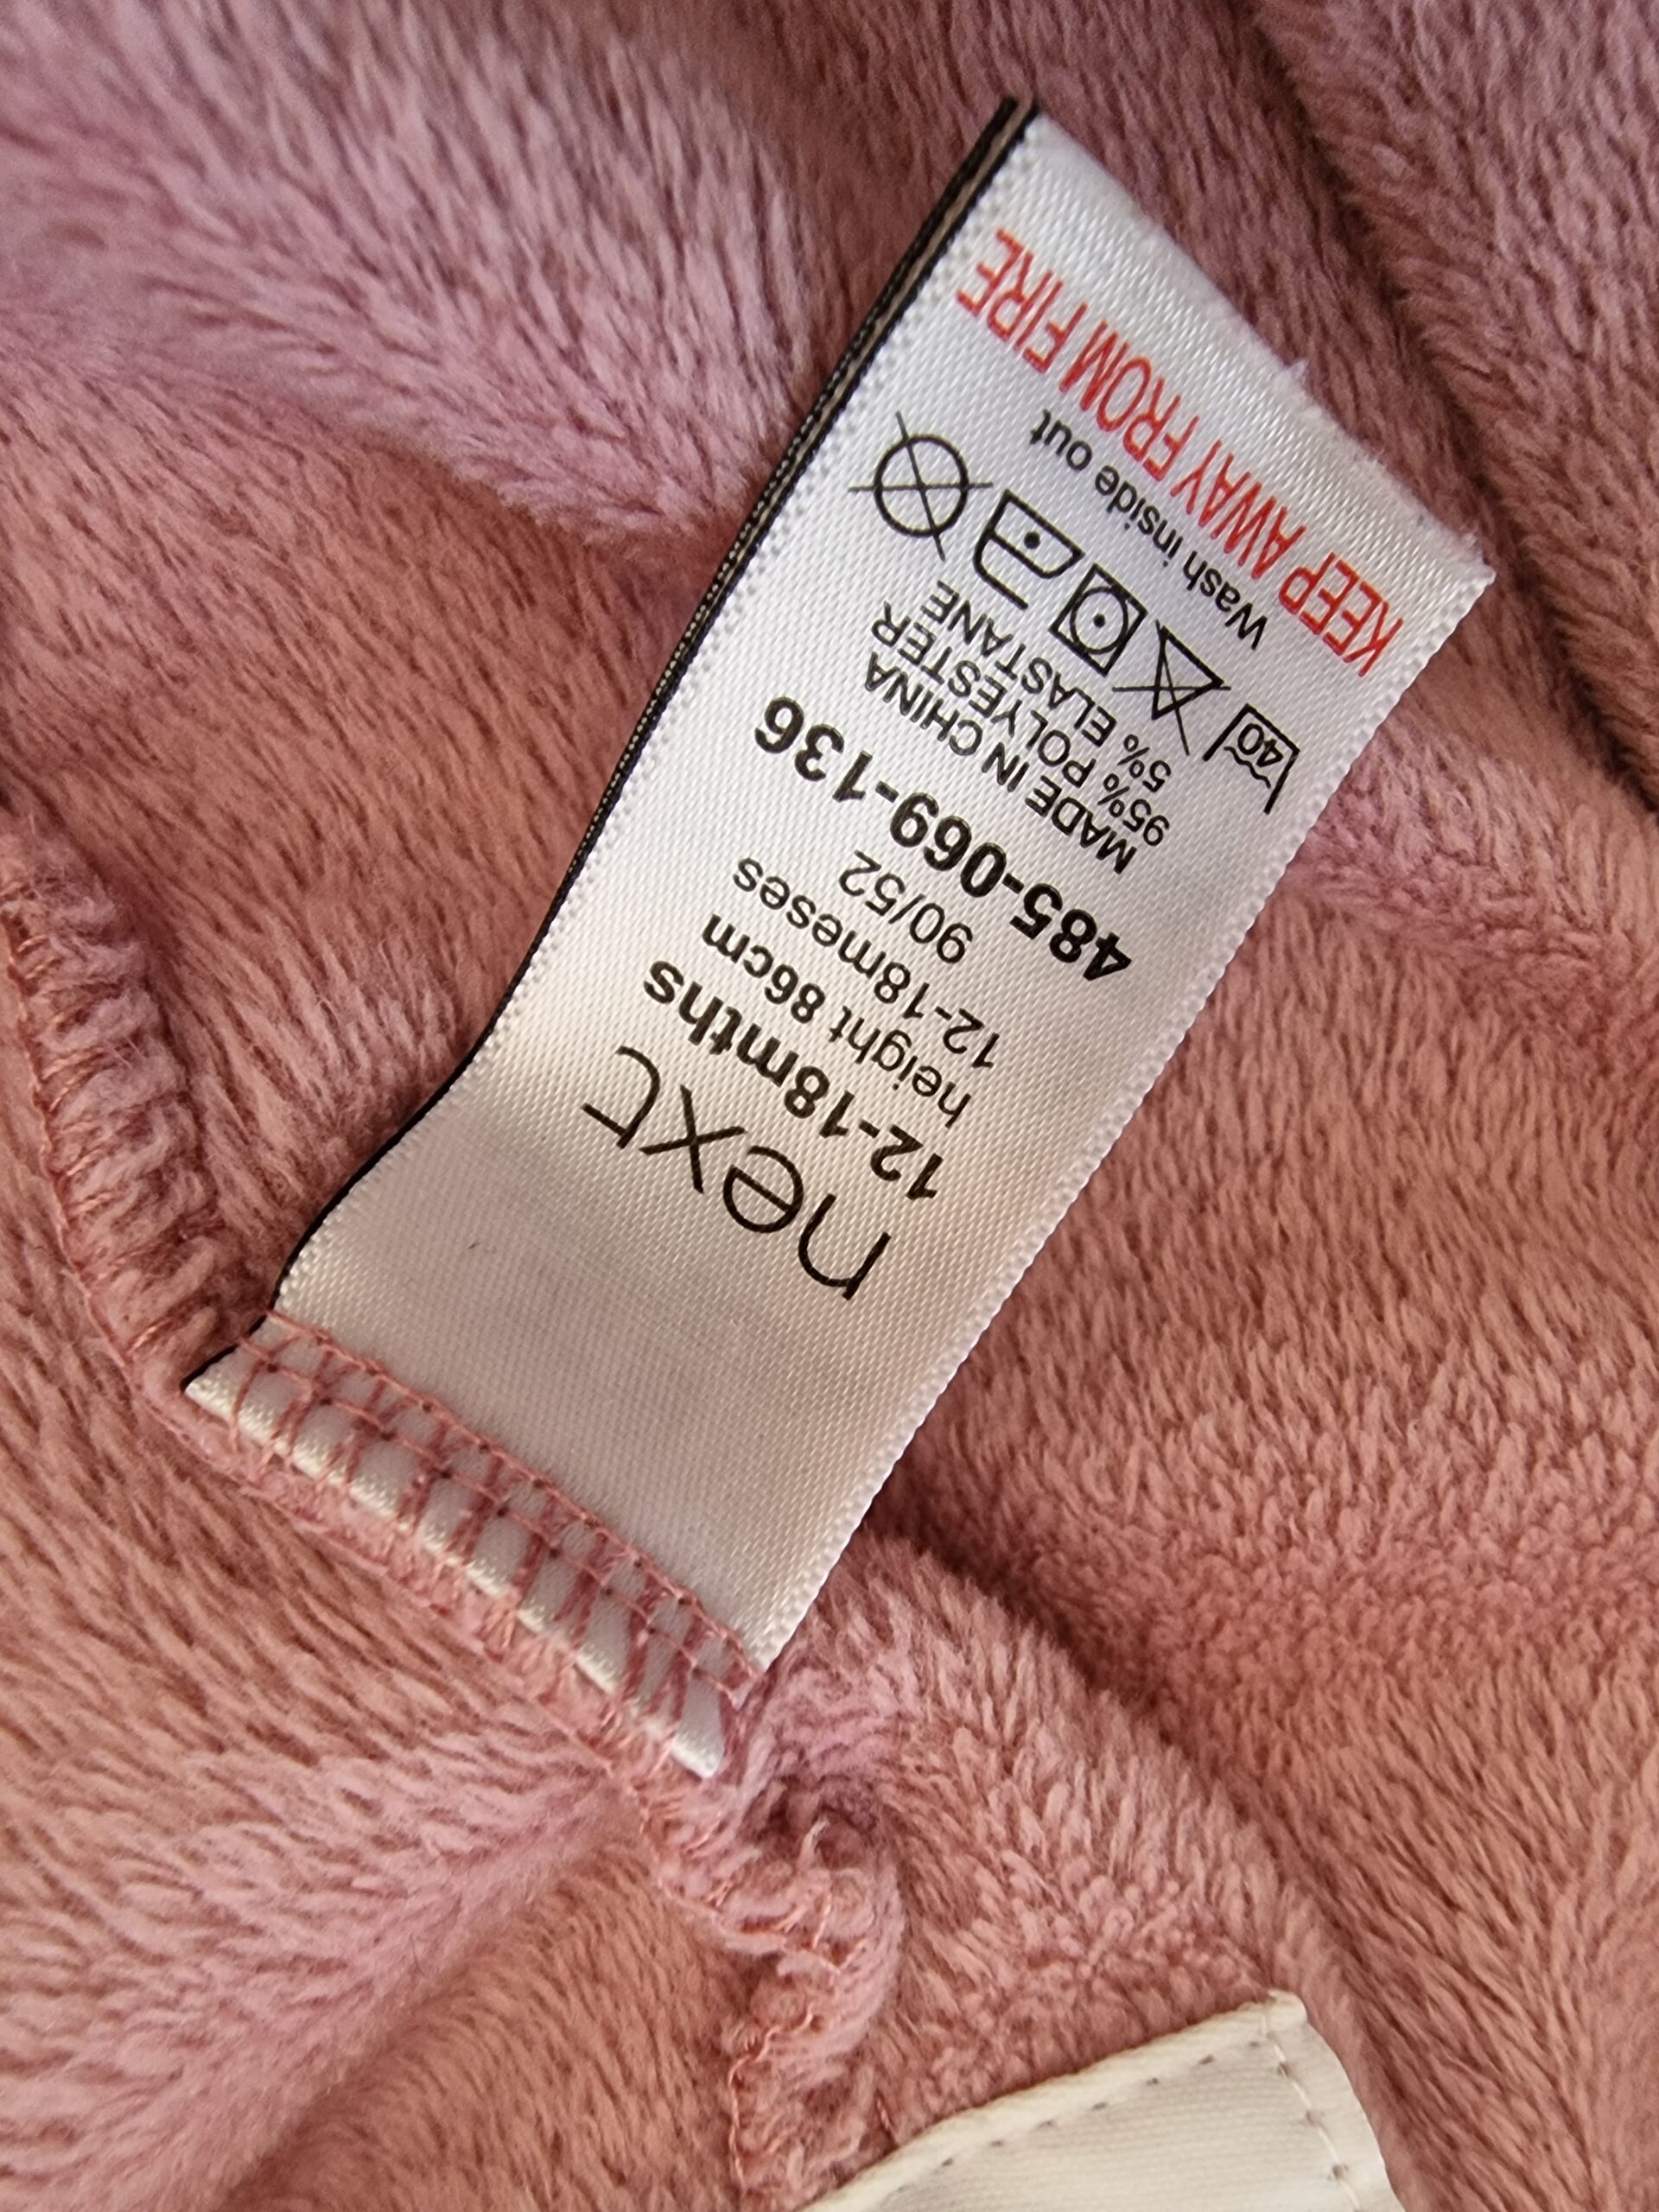 next
12-18mths
height 86cm
12-18meses
90/52
485-069-136
MADE IN CHINA
95% POLYESTER
5% ELASTANE
40
Wash inside out
KEEP AWAY FROM FIRE